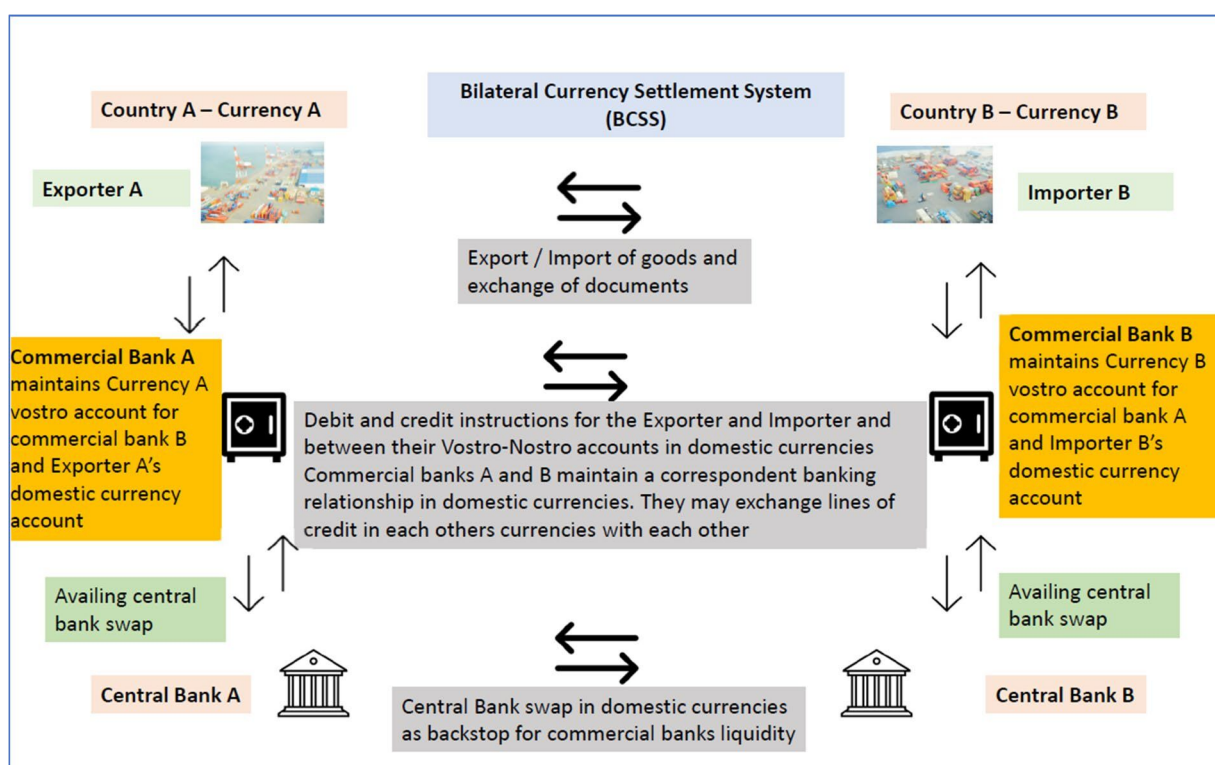 Bilateral Currency Settlement System
(BCSS)
Country A – Currency A
Country B – Currency B
Exporter A
Importer B
Export / Import of goods and
exchange of documents
Commercial Bank A
maintains Currency A
vostro account for
commercial bank B
and Exporter A’s
domestic currency
account
Debit and credit instructions for the Exporter and Importer and
between their Vostro-Nostro accounts in domestic currencies
Commercial banks A and B maintain a correspondent banking
relationship in domestic currencies. They may exchange lines of
credit in each others currencies with each other
Commercial Bank B
maintains Currency B
vostro account for
commercial bank A
and Importer B’s
domestic currency
account
Availing central
bank swap
Availing central
bank swap
Central Bank A
Central Bank swap in domestic currencies
as backstop for commercial banks liquidity
Central Bank B